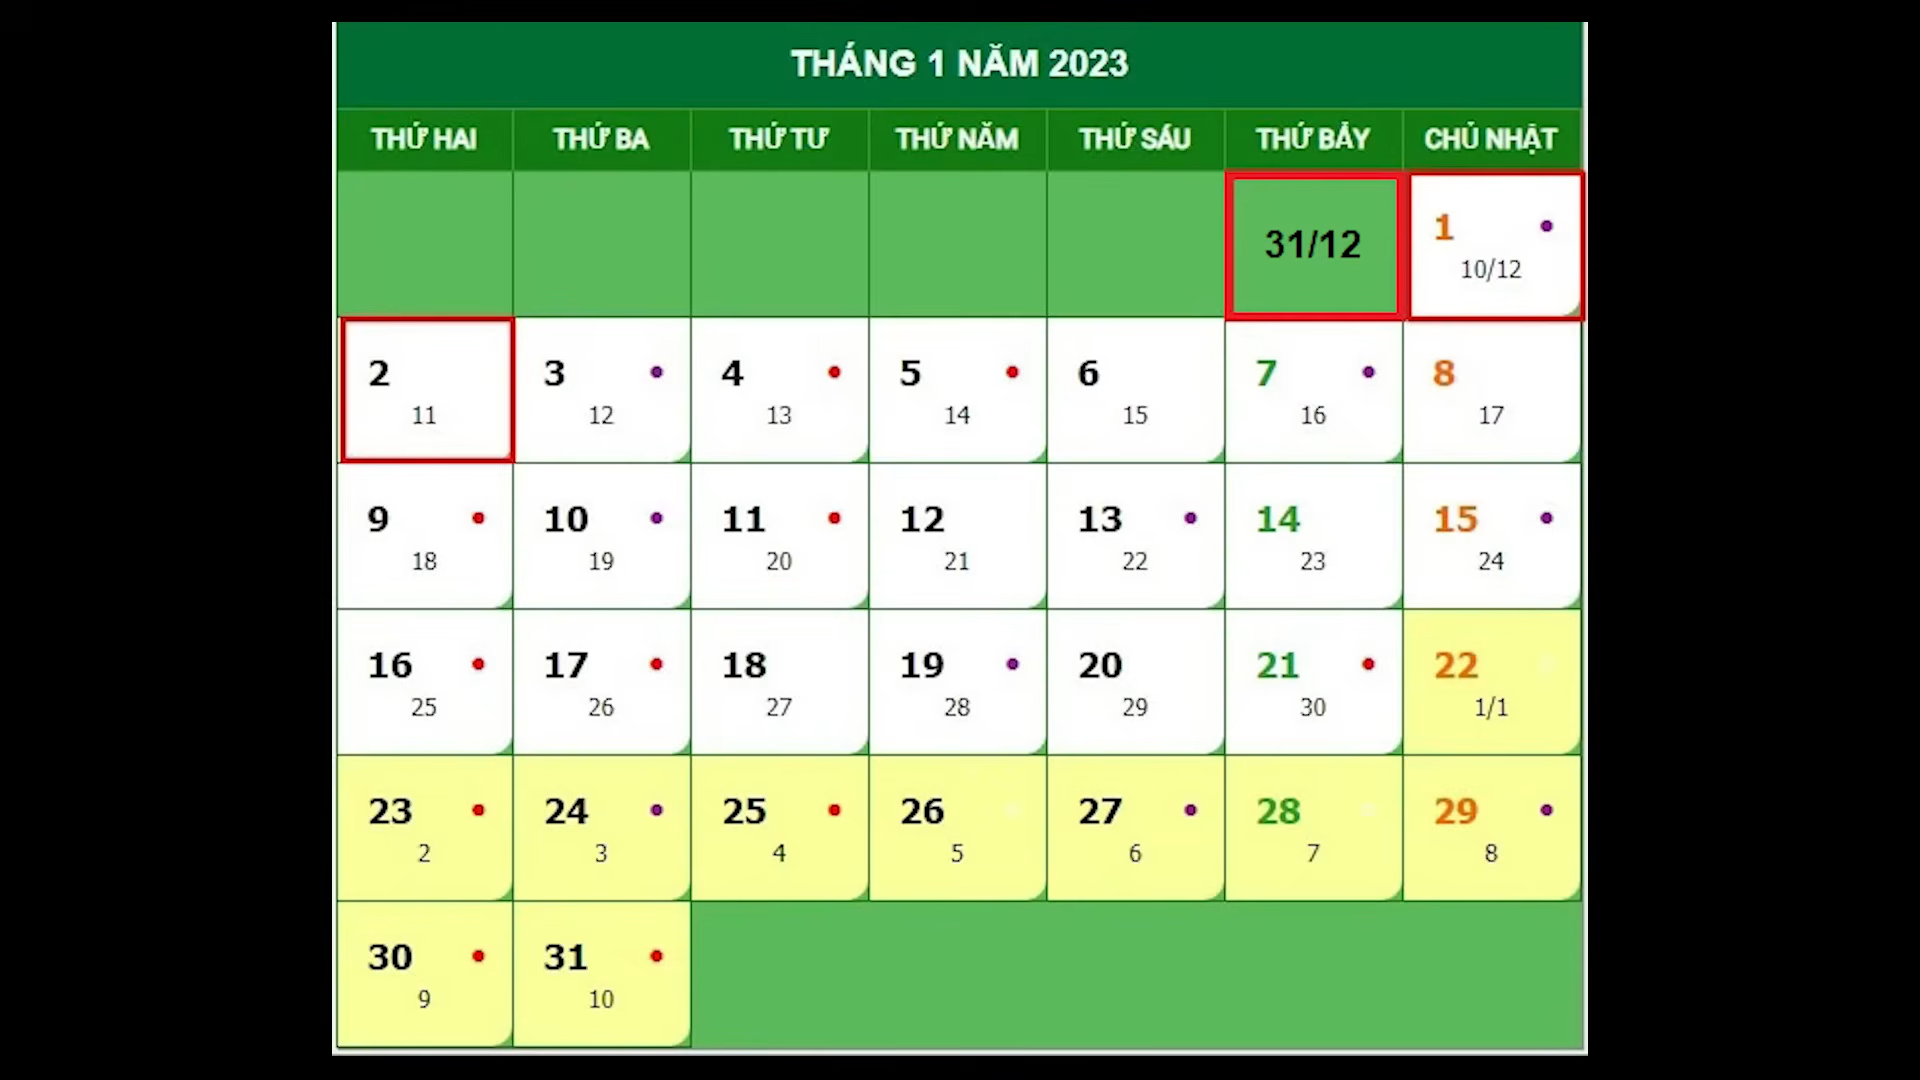 THÁNG 1 NĂM 2023
THỨ HAI THỨ BA THỨ TƯ THỨ NĂM THỨ SÁU THỨ BẢY CHỦ NHẬT
31/12 1
10/12
2 3 4 5 6 7 8
11 12 13 14 15 16 17
9 10 11 12 13 14 15
18 19 20 21 22 23 24
16 17 18 19 20 21 22
25 26 27 28 29 30 1/1
23 24 25 26 27 28 29
2 3 4 5 6 7 8
30 31
9 10